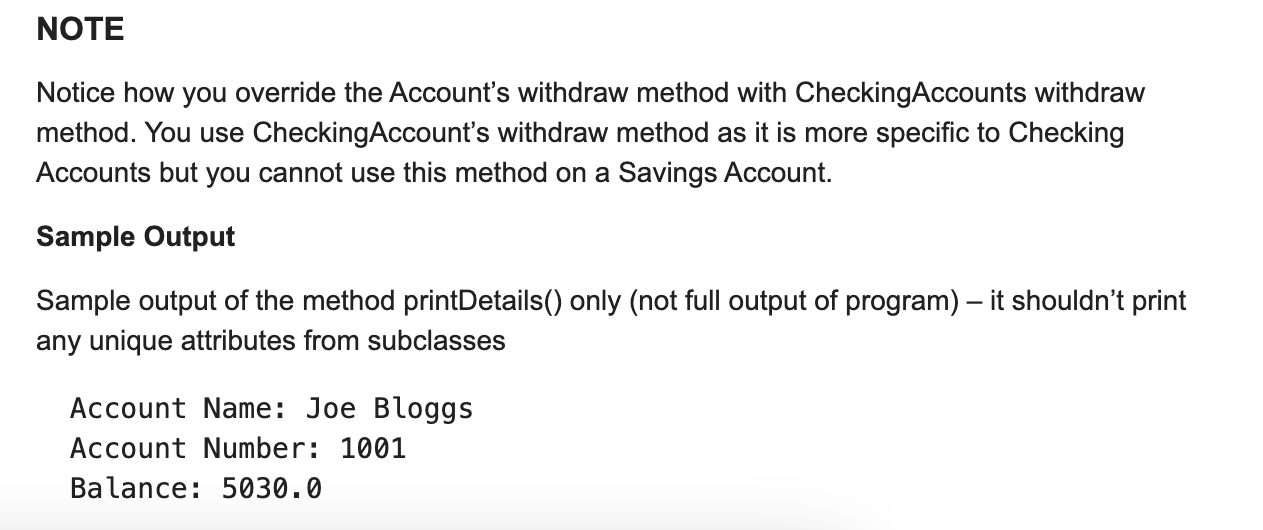 NOTE
Notice how you override the Account’s withdraw method with CheckingAccounts withdraw
method. You use CheckingAccount’s withdraw method as it is more specific to Checking
Accounts but you cannot use this method on a Savings Account.
Sample Output
Sample output of the method printDetails() only (not full output of program) – it shouldn’t print
any unique attributes from subclasses
Account Name: Joe Bloggs
Account Number: 1001
Balance: 5030.0